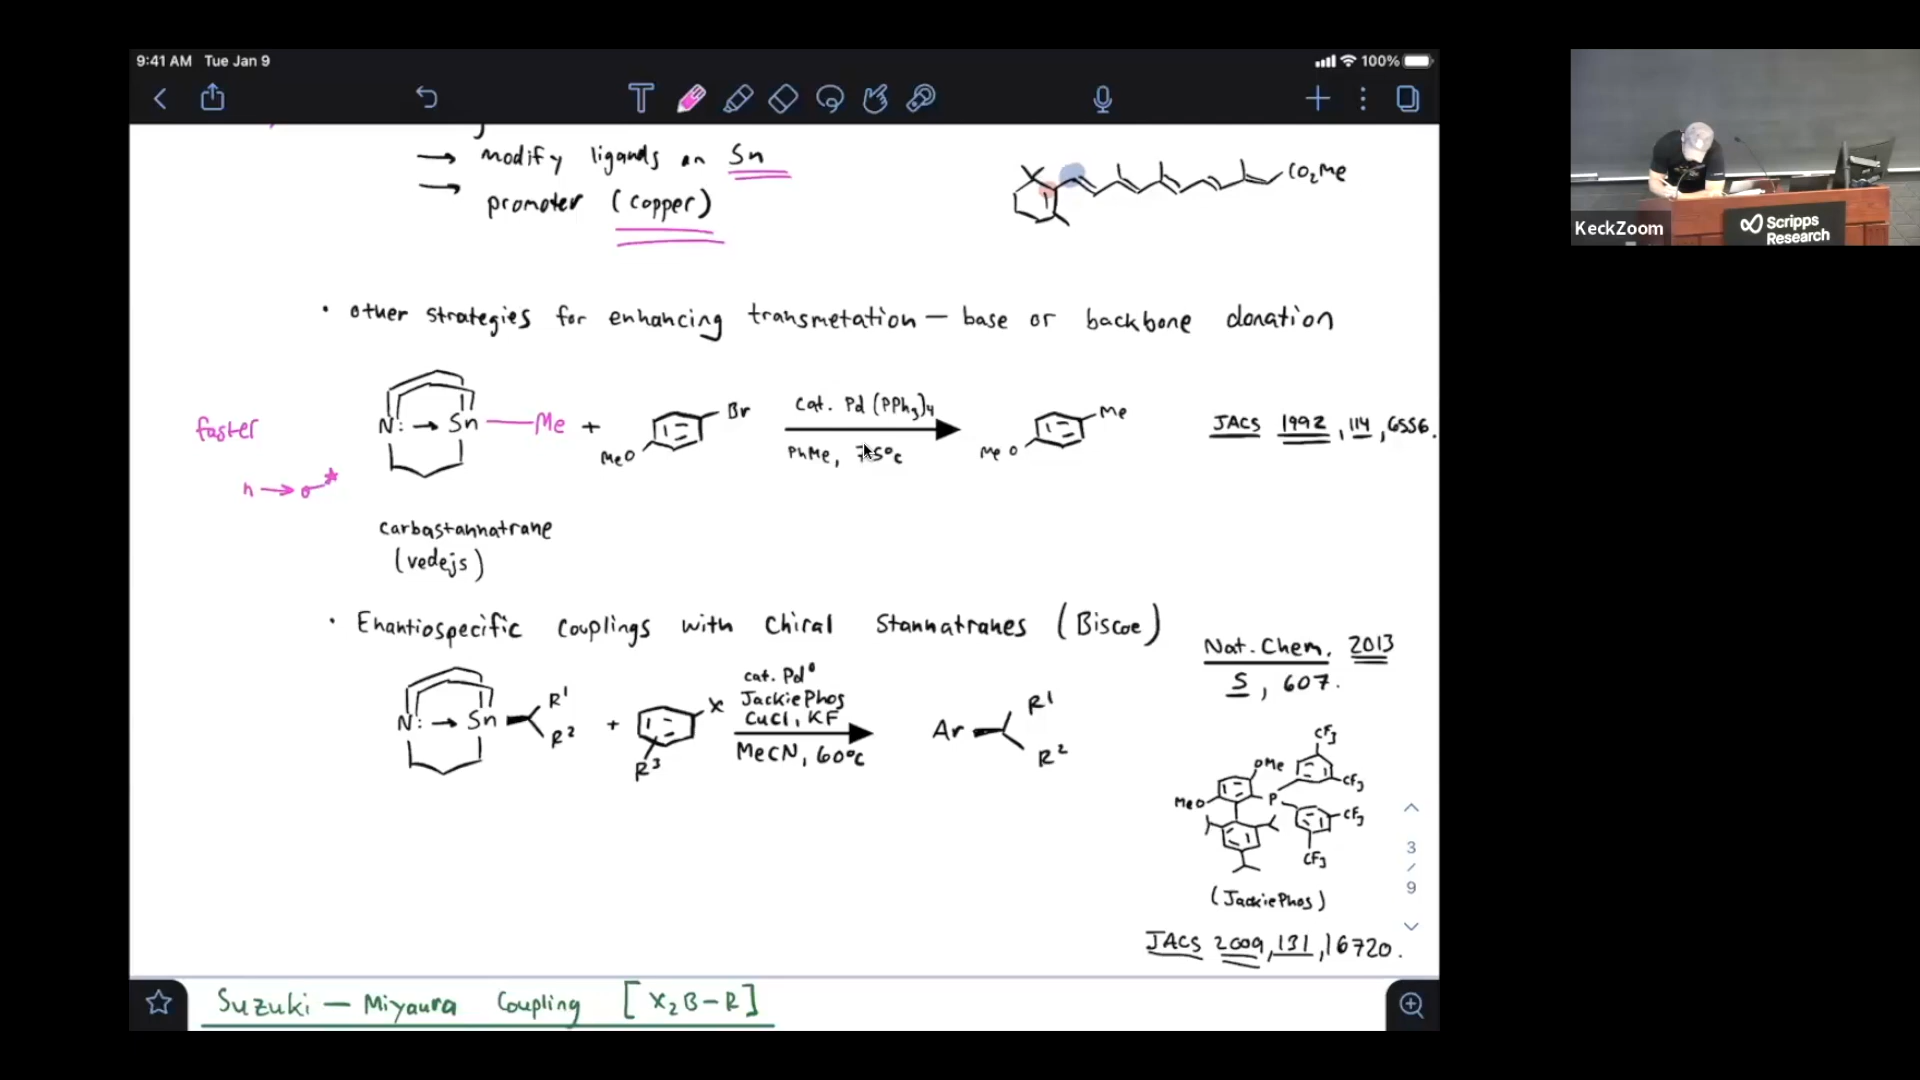 9:41 AM Tue Jan 9
100%
→ modify ligands on Sn
→ promoter (copper)
CO₂Me
• other strategies for enhancing transmetation — base or backbone donation
faster
N: → Sn — Me +
Br
MeO
cat. Pd (PPh₃)₄
PhMe, 75°C
Me
MeO
JACS 1992, 114, 6556.
n → σ*
carbastannatrane
(vedejs)
• Enantiospecific Couplings with Chiral Stannatranes (Biscoe)
Nat. Chem. 2013
5, 607.
N: → Sn
R¹
R²
+
X
R³
cat. Pd⁰
JackiePhos
CuCl, KF
MeCN, 60°C
Ar
R¹
R²
CF₃
OMe
CF₃
MeO
P
CF₃
CF₃
(JackiePhos)
JACS 2009, 131, 16720.
3
/
9
Suzuki — Miyaura Coupling [X₂B–R]
KeckZoom
Scripps
Research